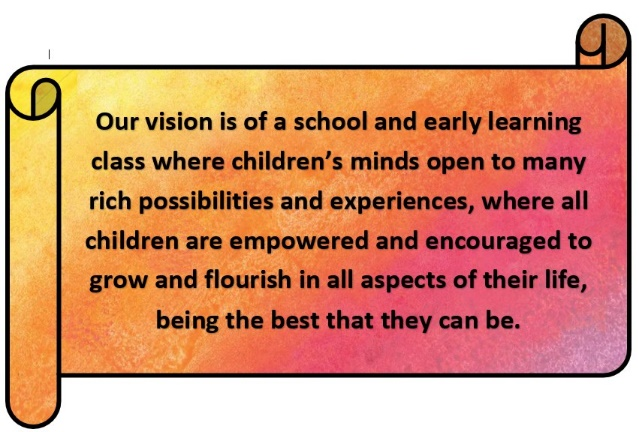 Our vision is of a school and early learning
class where children’s minds open to many
rich possibilities and experiences, where all
children are empowered and encouraged to
grow and flourish in all aspects of their life,
being the best that they can be.